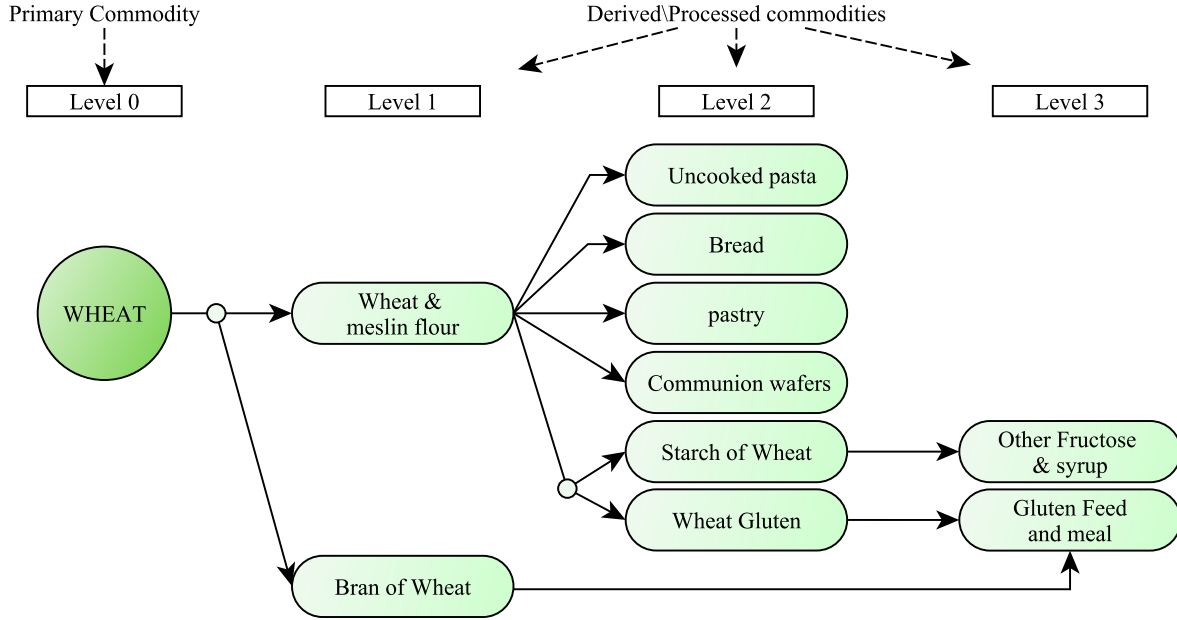 Primary Commodity
Derived\Processed commodities
Level 0
Level 1
Level 2
Level 3
Uncooked pasta
Bread
WHEAT
Wheat &
meslin flour
pastry
Communion wafers
Starch of Wheat
Other Fructose
& syrup
Wheat Gluten
Gluten Feed
and meal
Bran of Wheat